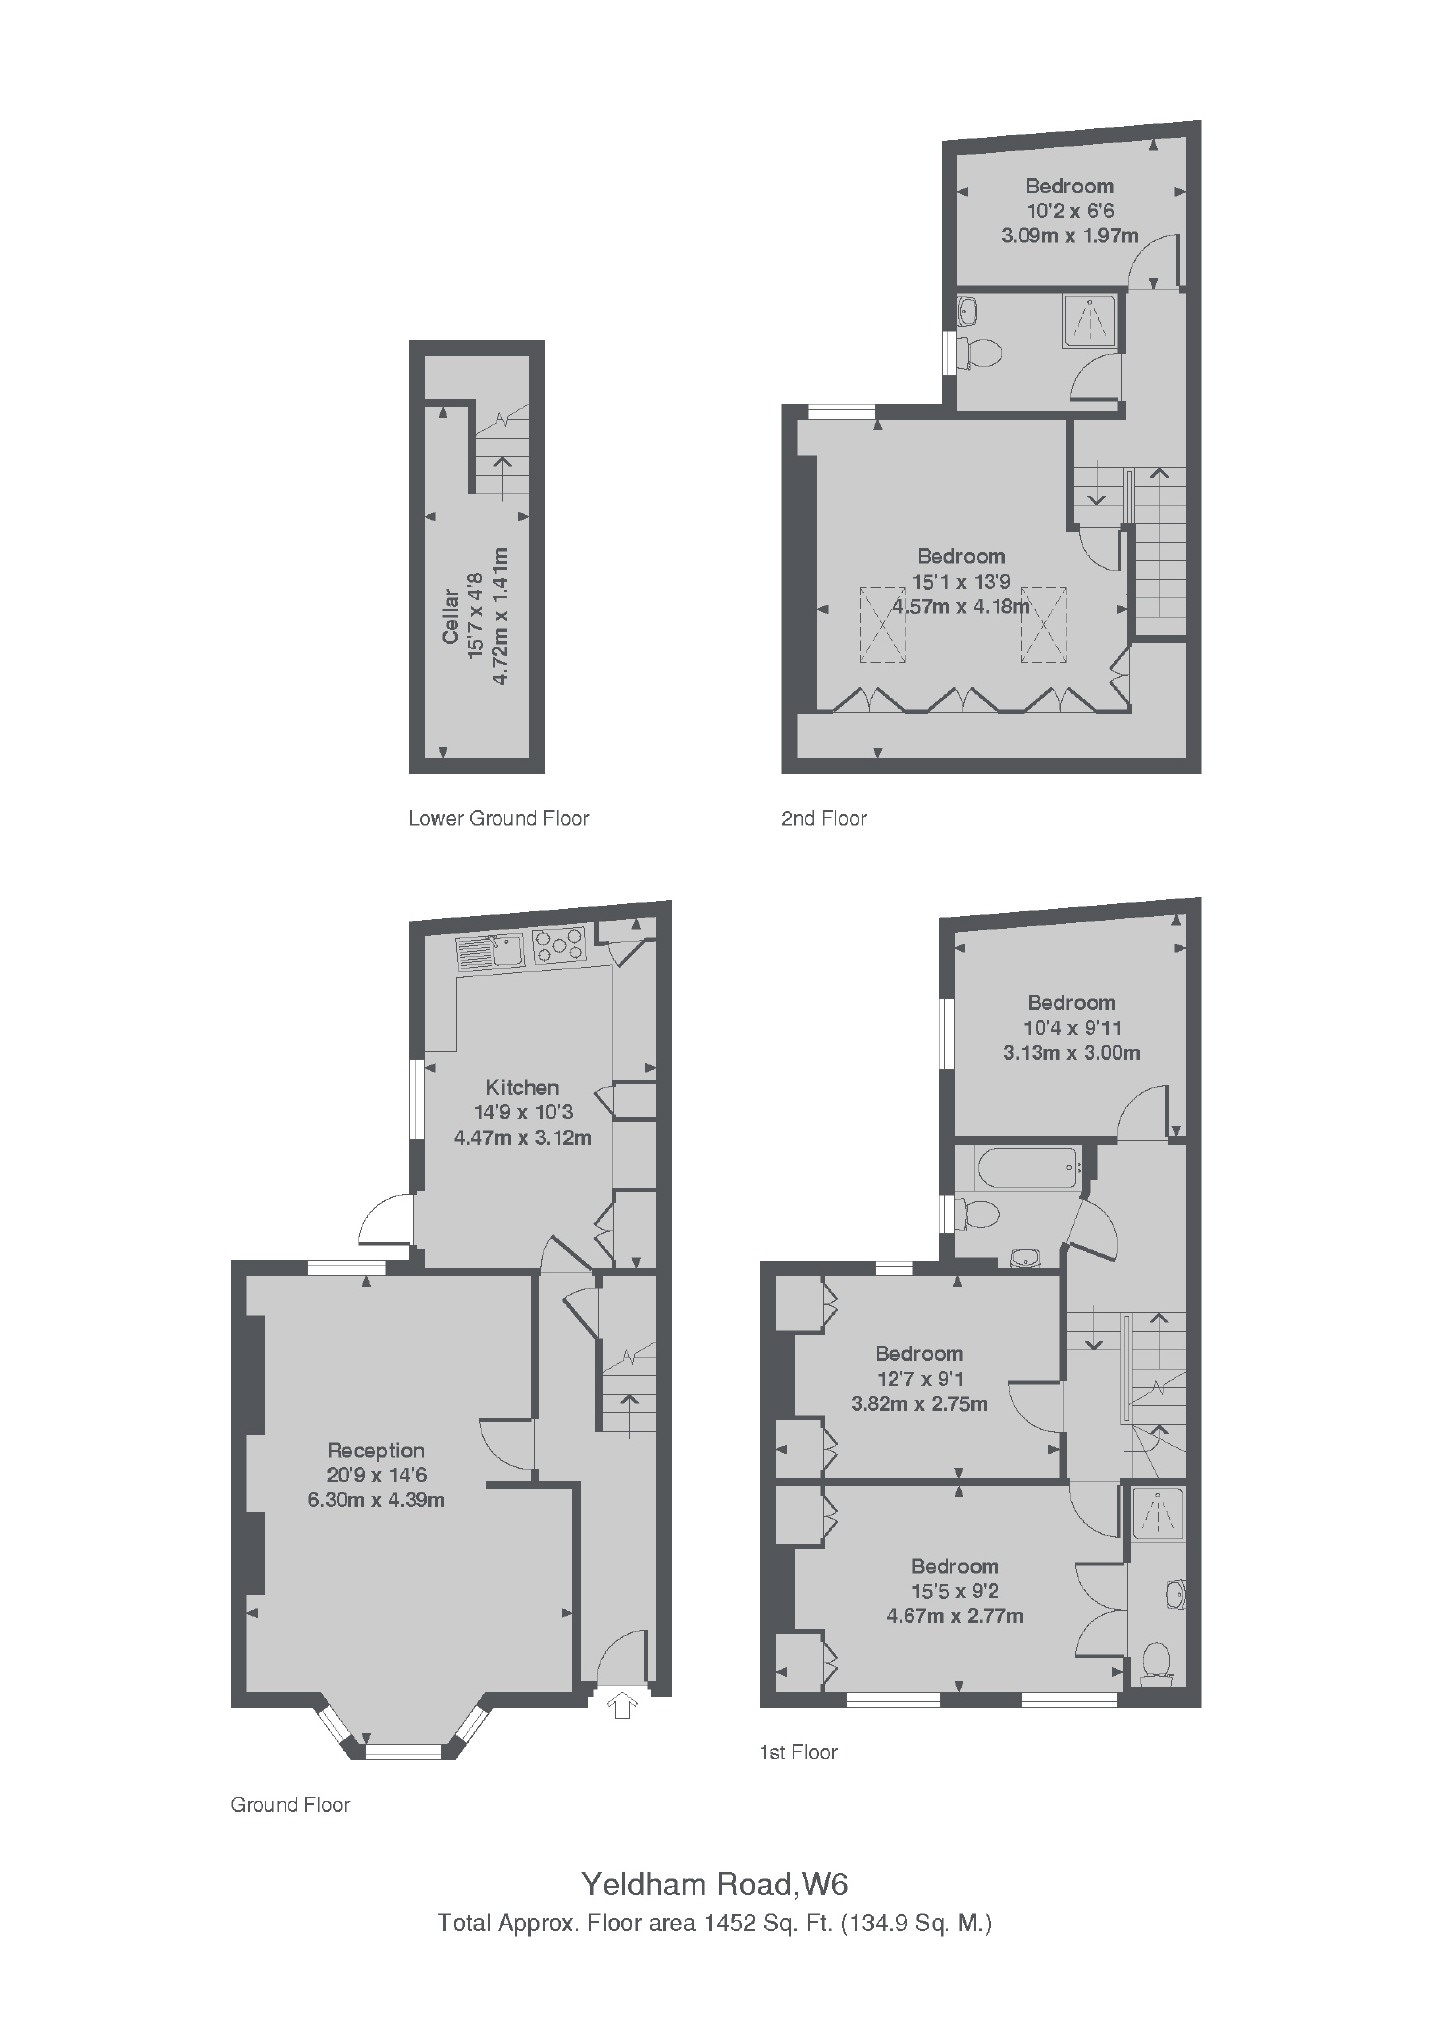 Bedroom
10'2 x 6'6
3.09m x 1.97m
Bedroom
15'1 x 13'9
4.57m x 4.18m
Cellar
15'7 x 4'8
4.72m x 1.41m
Lower Ground Floor
2nd Floor
Kitchen
14'9 x 10'3
4.47m x 3.12m
Bedroom
10'4 x 9'11
3.13m x 3.00m
Reception
20'9 x 14'6
6.30m x 4.39m
Bedroom
12'7 x 9'1
3.82m x 2.75m
Bedroom
15'5 x 9'2
4.67m x 2.77m
1st Floor
Ground Floor
Yeldham Road,W6
Total Approx. Floor area 1452 Sq. Ft. (134.9 Sq. M.)